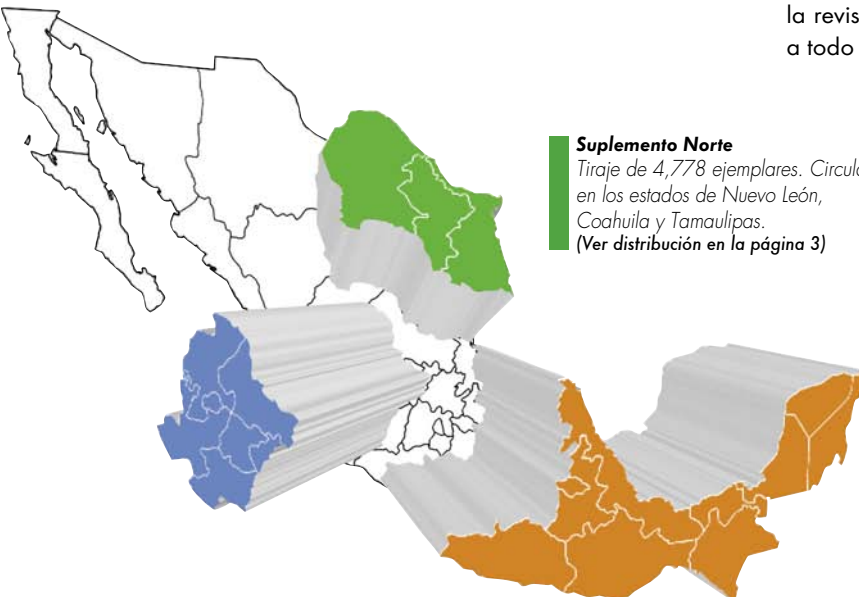 la revis
a todo
Suplemento Norte
Tiraje de 4,778 ejemplares. Circula
en los estados de Nuevo León,
Coahuila y Tamaulipas.
(Ver distribución en la página 3)